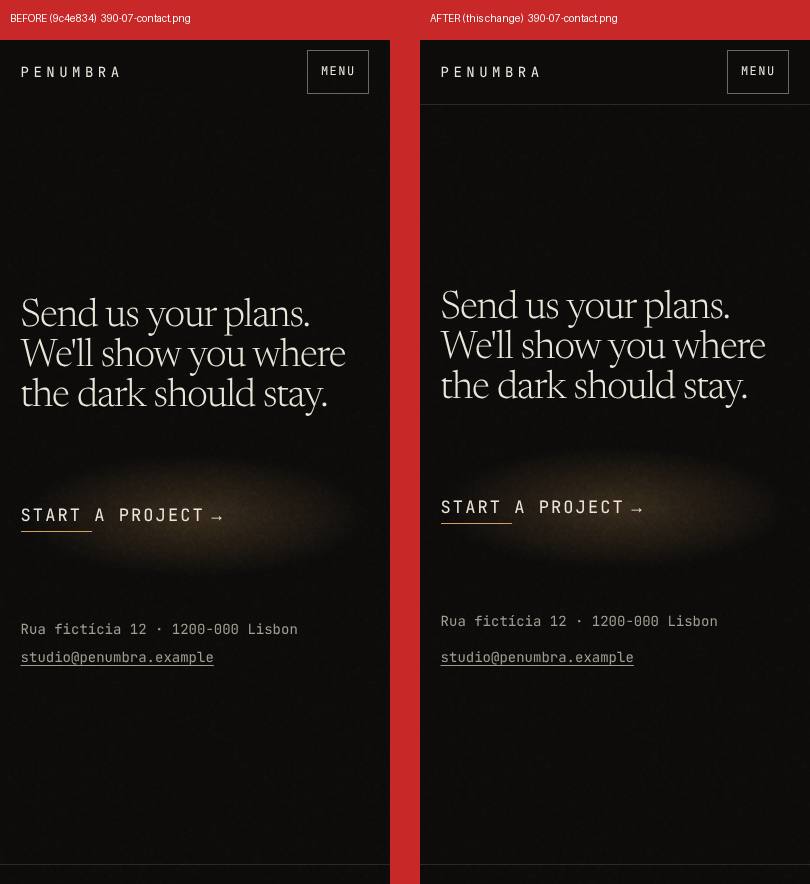 BEFORE (9c4e834) 390-07-contact.png
PENUMBRA
MENU
Send us your plans.
We'll show you where
the dark should stay.
START A PROJECT →
Rua fictícia 12 · 1200-000 Lisbon
studio@penumbra.example
AFTER (this change) 390-07-contact.png
PENUMBRA
MENU
Send us your plans.
We'll show you where
the dark should stay.
START A PROJECT →
Rua fictícia 12 · 1200-000 Lisbon
studio@penumbra.example